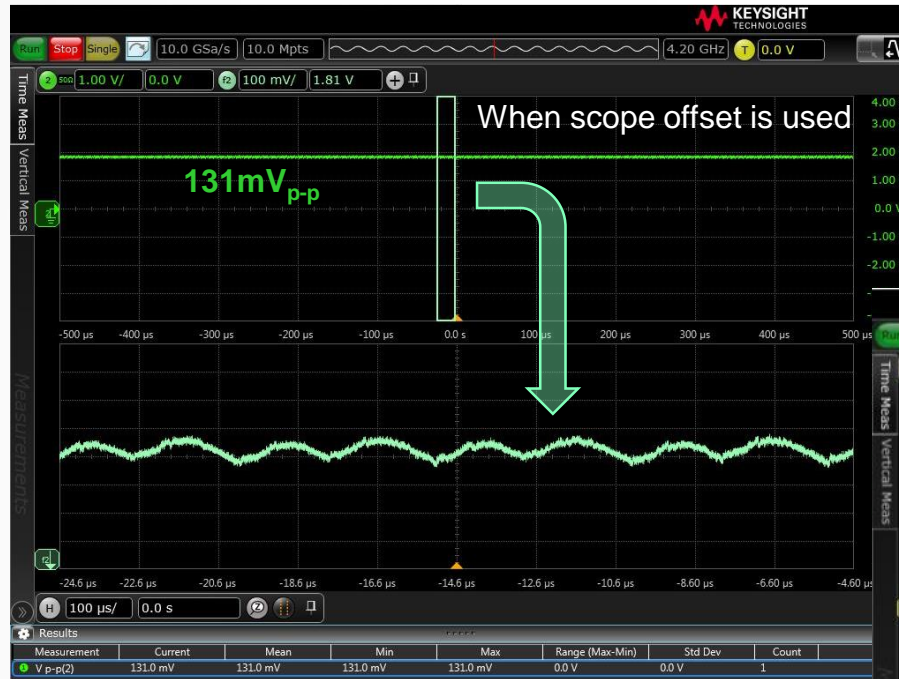 KEYSIGHT
TECHNOLOGIES
Run Stop Single 10.0 GSa/s 10.0 Mpts 4.20 GHz T 0.0 V
2 50Ω 1.00 V/ 0.0 V f2 100 mV/ 1.81 V
Time Meas
Vertical Meas
When scope offset is used
131mVp-p
4.00
3.00
2.00
1.00
0.0 V
-1.00
-2.00
-500 µs -400 µs -300 µs -200 µs -100 µs 0.0 s 100 µs 200 µs 300 µs 400 µs 500 µs
Run
Time Meas
Vertical Meas
Measurements
f2
-24.6 µs -22.6 µs -20.6 µs -18.6 µs -16.6 µs -14.6 µs -12.6 µs -10.6 µs -8.60 µs -6.60 µs -4.60 µs
H 100 µs/ 0.0 s Z
Results
Measurement Current Mean Min Max Range (Max-Min) Std Dev Count
V p-p(2) 131.0 mV 131.0 mV 131.0 mV 131.0 mV 0.0 V 0.0 V 1